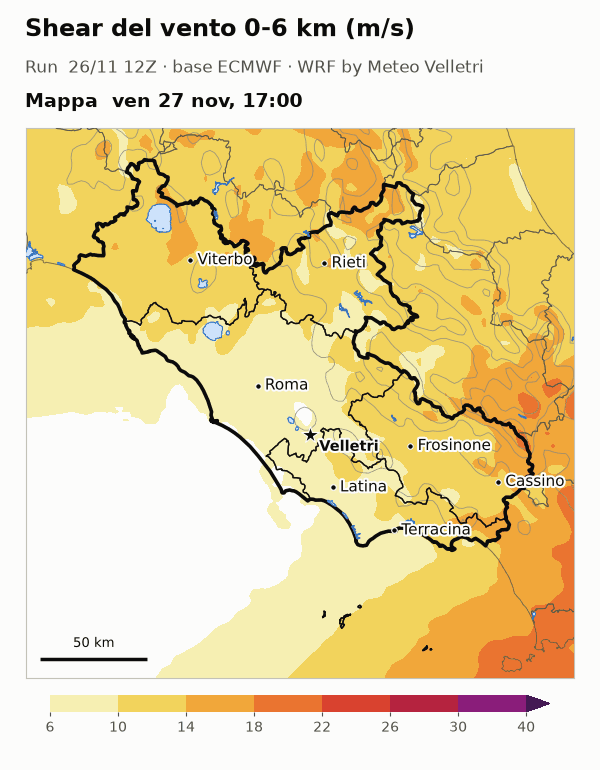 Shear del vento 0-6 km (m/s)
Run  26/11 12Z · base ECMWF · WRF by Meteo Velletri
Mappa  ven 27 nov, 17:00
Viterbo
Rieti
Roma
Velletri
Frosinone
Cassino
Latina
Terracina
50 km
6 10 14 18 22 26 30 40